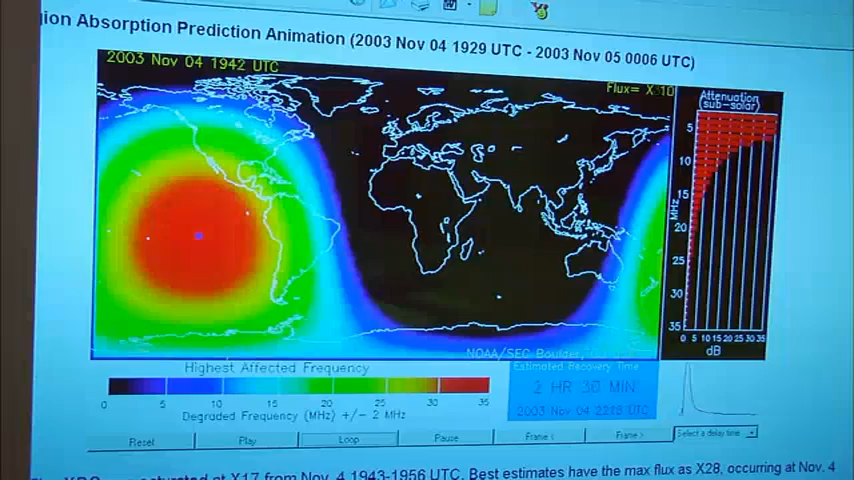 ion Absorption Prediction Animation (2003 Nov 04 1929 UTC - 2003 Nov 05 0006 UTC)
2003 Nov 04 1942 UTC
Flux= X 10
Attenuation
(sub-solar)
5
10
15
20
25
30
35
MHz
0 5 10 15 20 25 30 35
dB
NOAA/SEC Boulder,
Highest Affected Frequency
0 5 10 15 20 25 30 35
Degraded Frequency (MHz) +/- 2 MHz
Estimated Recovery Time
2 HR 30 MIN
2003 Nov 04 2213 UTC
Reset Play Loop Pause Frame < Frame > Select a delay time
saturated at X17 from Nov. 4 1943-1956 UTC. Best estimates have the max flux as X28, occurring at Nov. 4